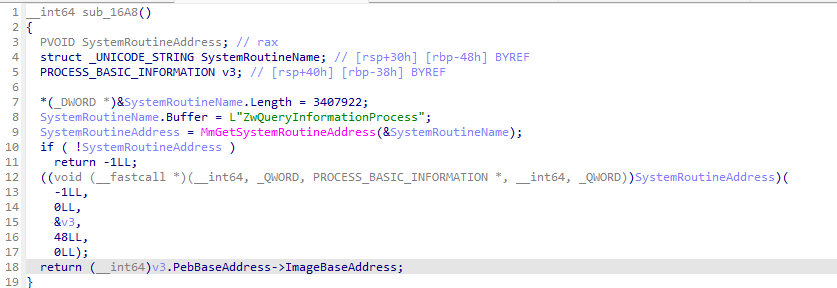 1 __int64 sub_16A8()
2 {
3 PVOID SystemRoutineAddress; // rax
4 struct _UNICODE_STRING SystemRoutineName; // [rsp+30h] [rbp-48h] BYREF
5 PROCESS_BASIC_INFORMATION v3; // [rsp+40h] [rbp-38h] BYREF
6
7 *(_DWORD *)&SystemRoutineName.Length = 3407922;
8 SystemRoutineName.Buffer = L"ZwQueryInformationProcess";
9 SystemRoutineAddress = MmGetSystemRoutineAddress(&SystemRoutineName);
10 if ( !SystemRoutineAddress )
11 return -1LL;
12 ((void (__fastcall *)(__int64, _QWORD, PROCESS_BASIC_INFORMATION *, __int64, _QWORD))SystemRoutineAddress)(
13 -1LL,
14 0LL,
15 &v3,
16 48LL,
17 0LL);
18 return (__int64)v3.PebBaseAddress->ImageBaseAddress;
19 }